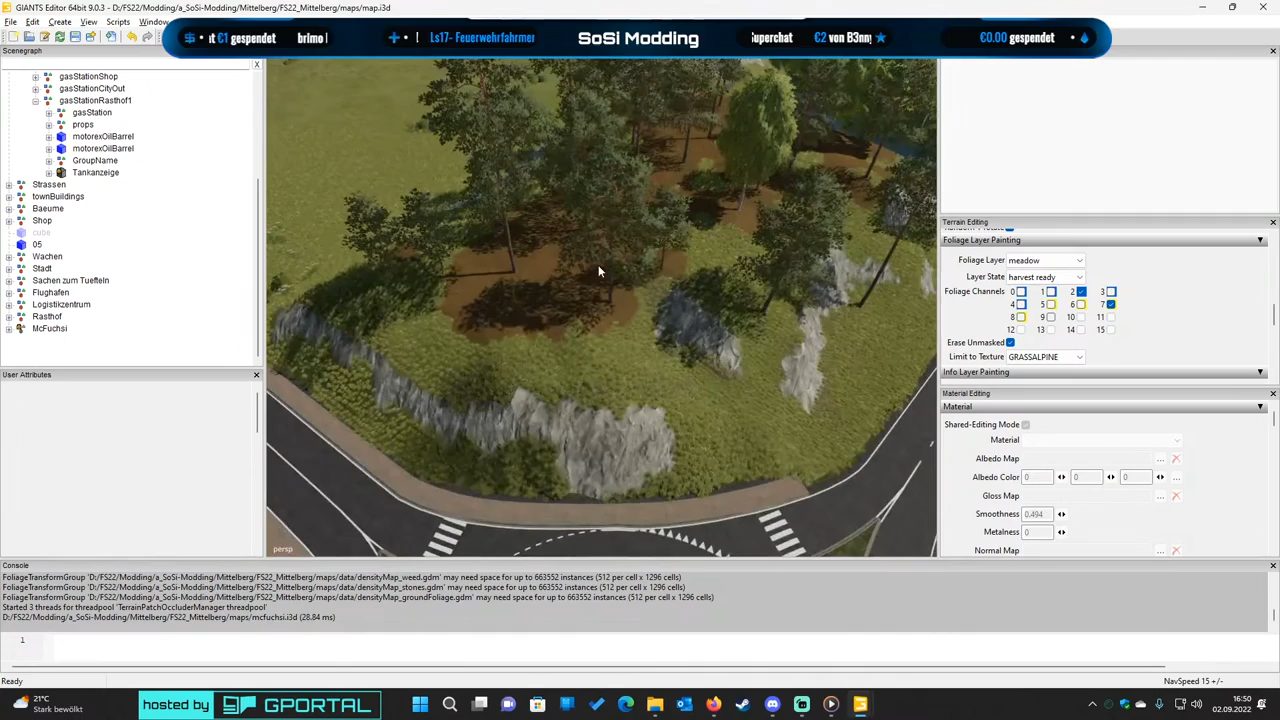 GIANTS Editor 64bit 9.0.3 - D:/FS22/Modding/a_SoSi-Modding/Mittelberg/FS22_Mittelberg/maps/map.i3d
File Edit View Create Scripts Window
€1 gespendet brimo Ls17- Feuerwehrfahrmer SoSi Modding Superchat €2 von B3nn €0.00 gespendet
Scenegraph
X
gasStationShop
gasStationCityOut
gasStationRasthof1
gasStation
props
motorexOilBarrel
motorexOilBarrel
GroupName
Tankanzeige
Strassen
townBuildings
Baeume
Shop
cube
05
Wachen
Stadt
Sachen zum Tuefteln
Flughafen
Logistikzentrum
Rasthof
McFuchsi
User Attributes
persp
Terrain Editing
Foliage Layer Painting
Foliage Layer meadow
Layer State harvest ready
Foliage Channels 0 1 2 3
4 5 6 7
8 9 10 11
12 13 14 15
Erase Unmasked
Limit to Texture GRASSALPINE
Info Layer Painting
Material Editing
Material
Shared-Editing Mode
Material
Albedo Map ...
Albedo Color 0 0 0 ...
Gloss Map ...
Smoothness 0.494
Metalness 0
Normal Map ...
Console
FoliageTransformGroup 'D:/FS22/Modding/a_SoSi-Modding/Mittelberg/FS22_Mittelberg/maps/data/densityMap_weed.gdm' may need space for up to 663552 instances (512 per cell x 1296 cells)
FoliageTransformGroup 'D:/FS22/Modding/a_SoSi-Modding/Mittelberg/FS22_Mittelberg/maps/data/densityMap_stones.gdm' may need space for up to 663552 instances (512 per cell x 1296 cells)
FoliageTransformGroup 'D:/FS22/Modding/a_SoSi-Modding/Mittelberg/FS22_Mittelberg/maps/data/densityMap_groundFoliage.gdm' may need space for up to 663552 instances (512 per cell x 1296 cells)
Started 3 threads for threadpool 'TerrainPatchOccluderManager threadpool'
D:/FS22/Modding/a_SoSi-Modding/Mittelberg/FS22_Mittelberg/maps/mcfuchsi.i3d (28.84 ms)
1
Ready
NavSpeed 15 +/-
21°C
Stark bewölkt
hosted by GPORTAL
16:50
02.09.2022